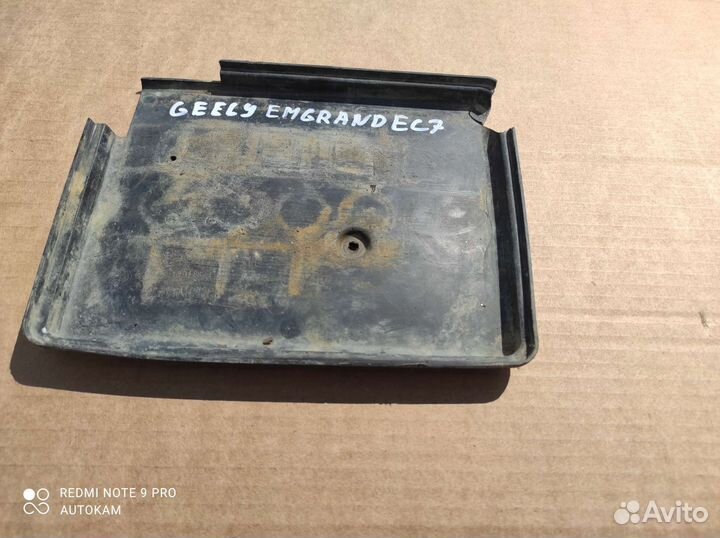 GEELY EMGRAND EC7
REDMI NOTE 9 PRO
AUTOKAM
Avito